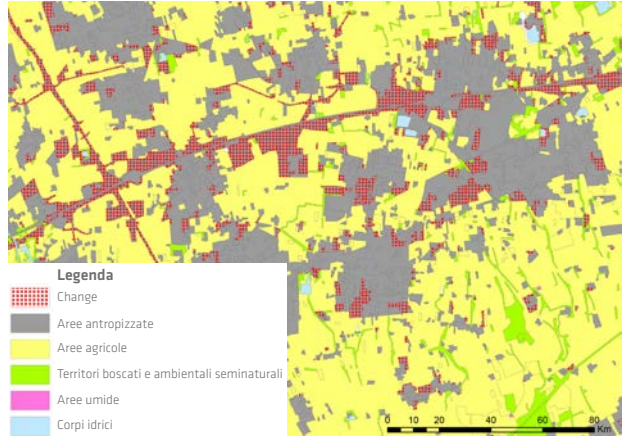 Legenda
Change
Aree antropizzate
Aree agricole
Territori boscati e ambientali seminaturali
Aree umide
Corpi idrici
0 5 10 20 40 60 80
Km